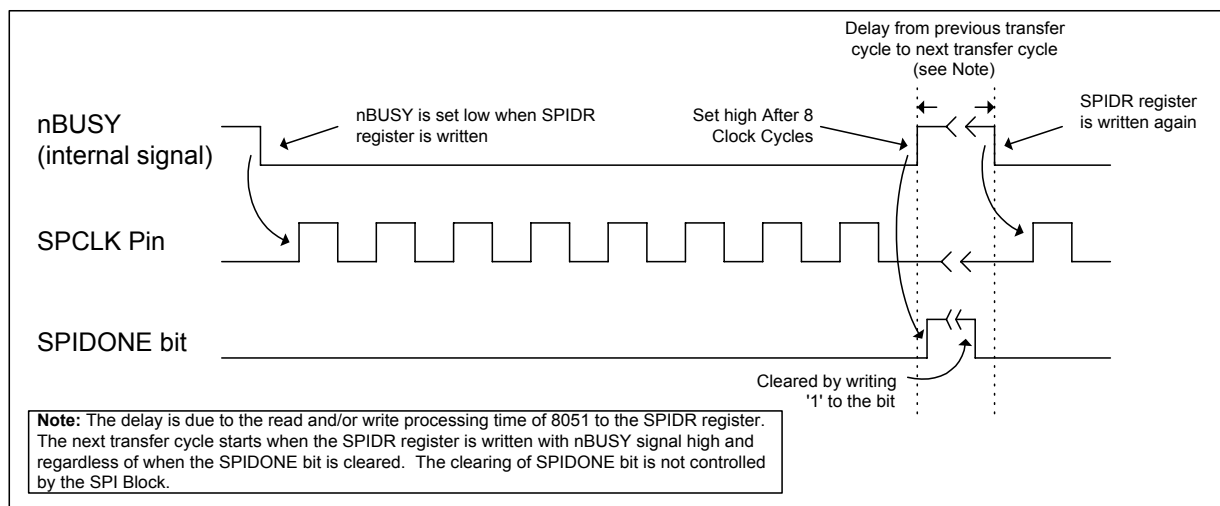 Delay from previous transfer
cycle to next transfer cycle
(see Note)
nBUSY
(internal signal)
nBUSY is set low when SPIDR
register is written
Set high After 8
Clock Cycles
SPIDR register
is written again
SPCLK Pin
SPIDONE bit
Cleared by writing
'1' to the bit
Note: The delay is due to the read and/or write processing time of 8051 to the SPIDR register.
The next transfer cycle starts when the SPIDR register is written with nBUSY signal high and
regardless of when the SPIDONE bit is cleared. The clearing of SPIDONE bit is not controlled
by the SPI Block.